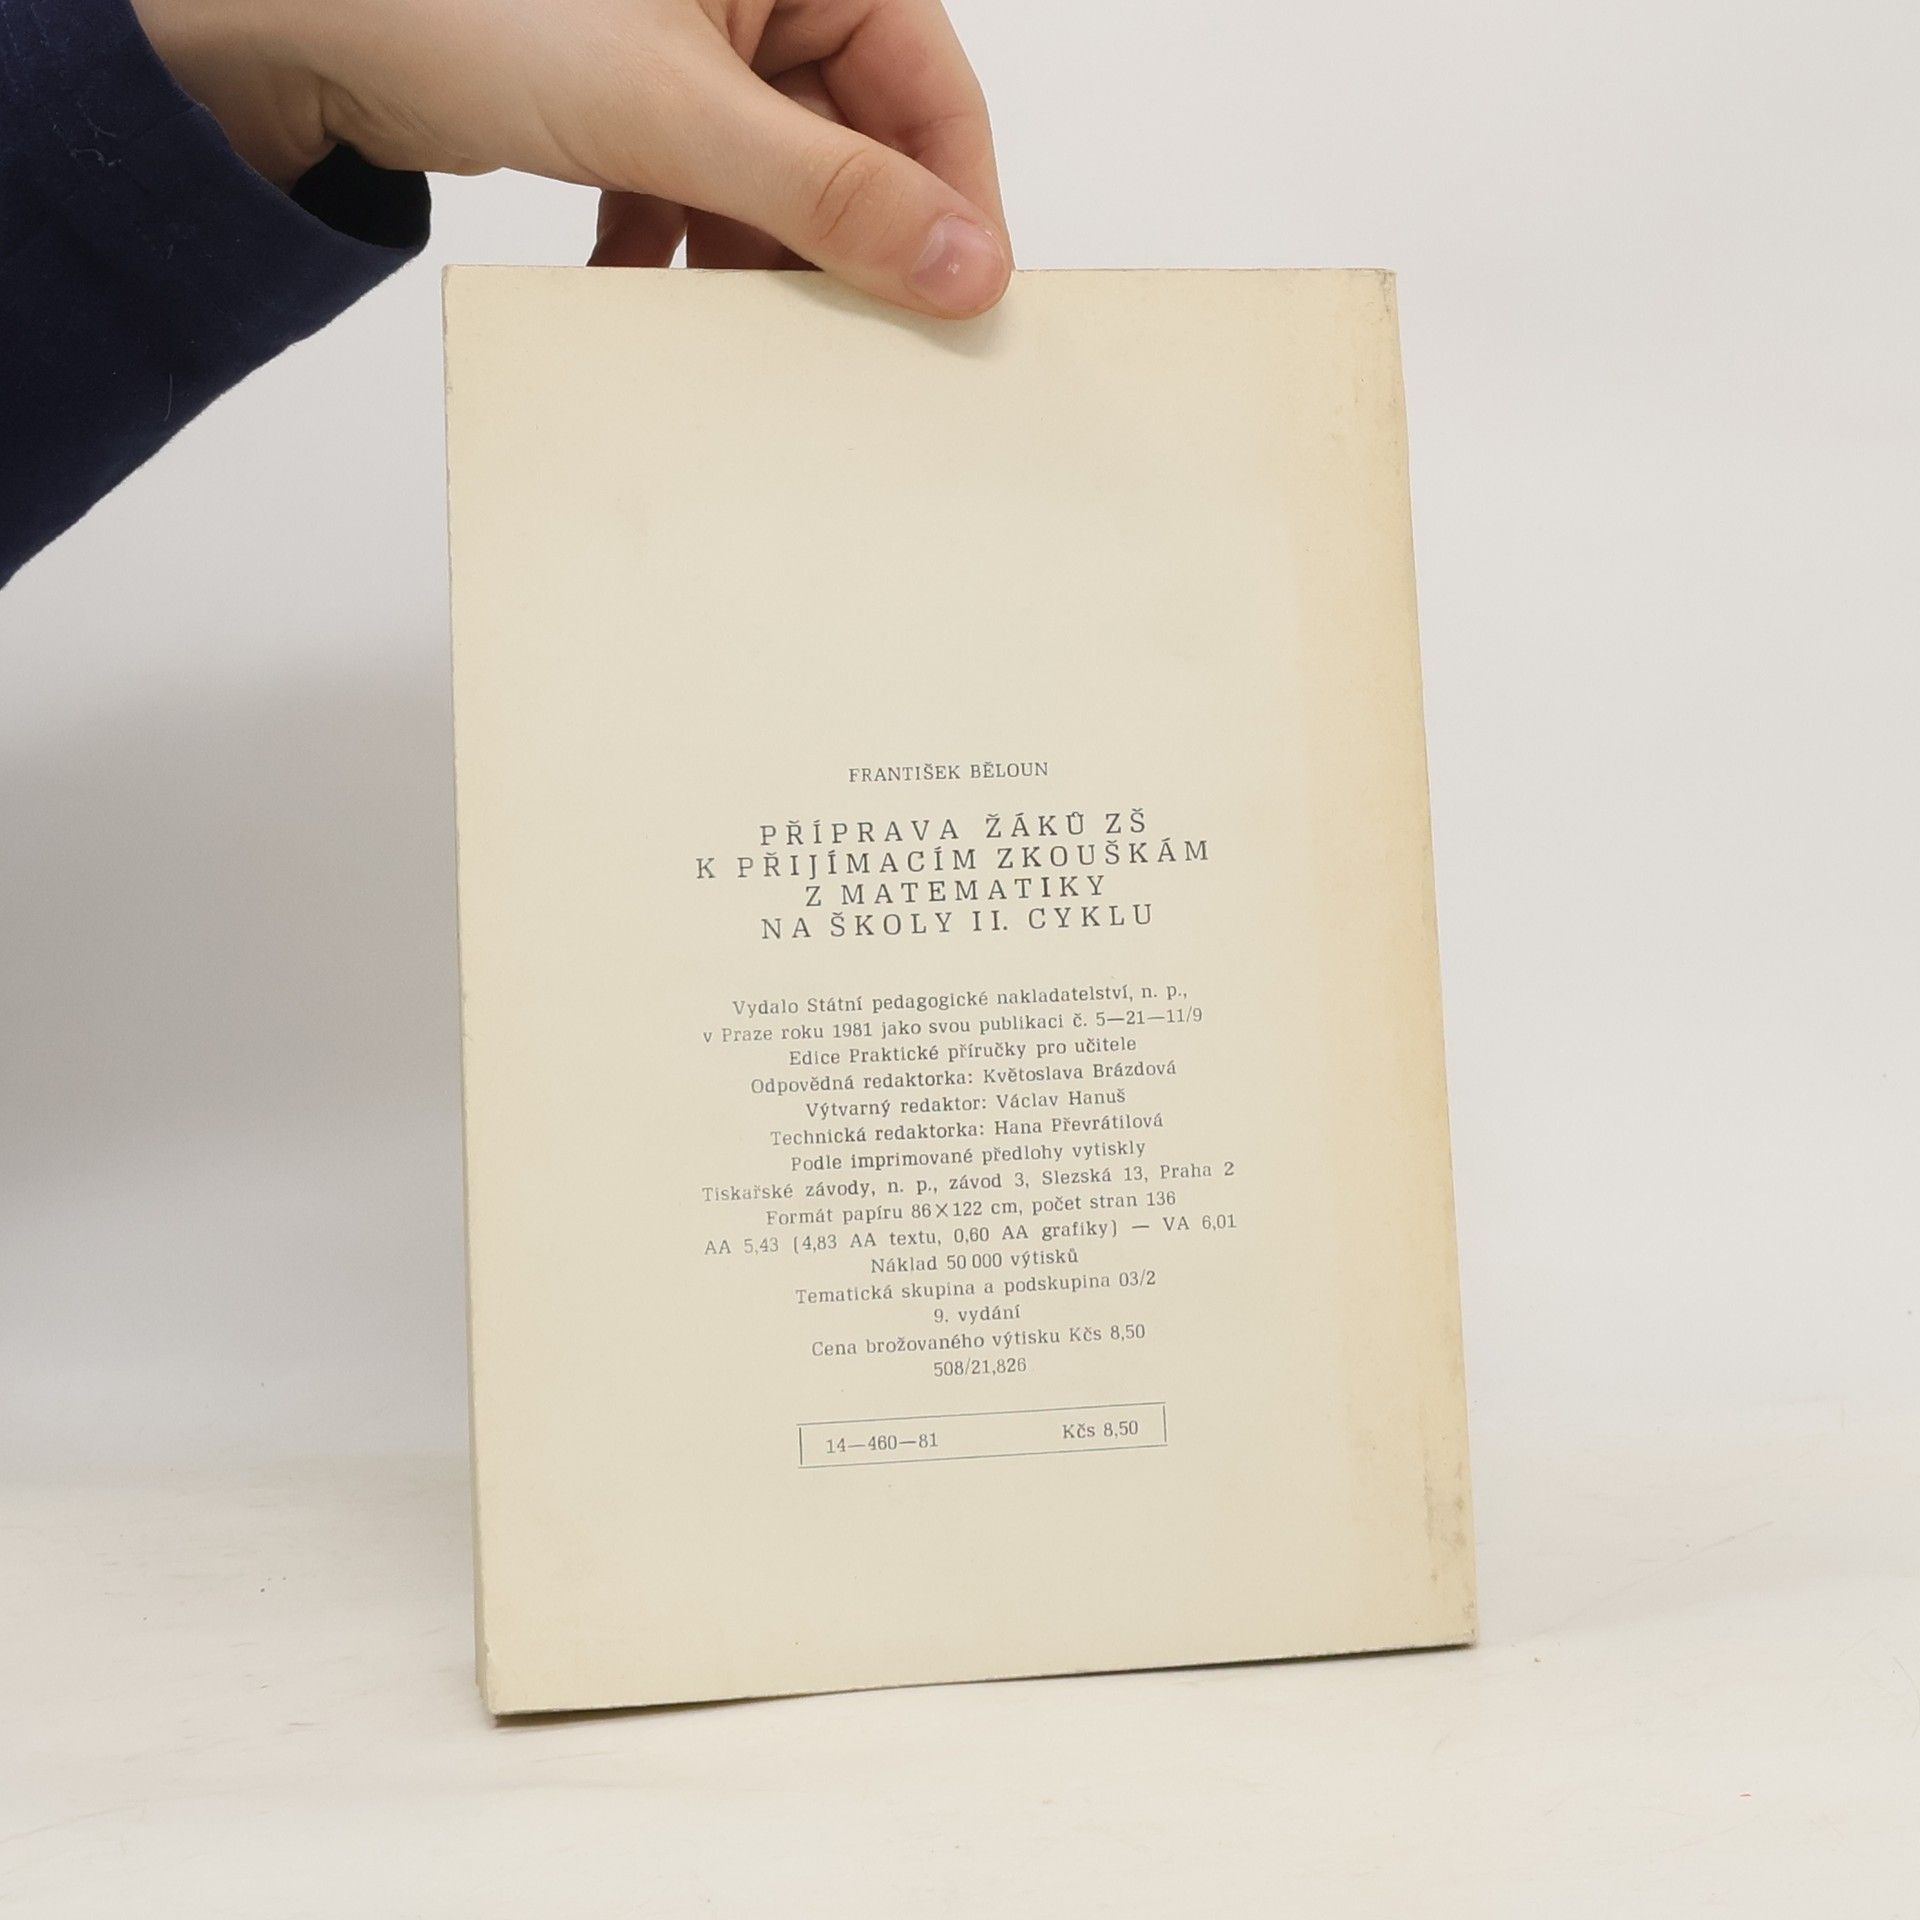 FRANTIŠEK BĚLOUN
PŘÍPRAVA ŽÁKŮ ZŠ
K PŘIJÍMACÍM ZKOUŠKÁM
Z MATEMATIKY
NA ŠKOLY II. CYKLU
Vydalo Státní pedagogické nakladatelství, n. p.,
v Praze roku 1981 jako svou publikaci č. 5—21—11/9
Edice Praktické příručky pro učitele
Odpovědná redaktorka: Květoslava Brázdová
Výtvarný redaktor: Václav Hanuš
Technická redaktorka: Hana Převrátilová
Podle imprimované předlohy vytiskly
Tiskařské závody, n. p., závod 3, Slezská 13, Praha 2
Formát papíru 86×122 cm, počet stran 136
AA 5,43 (4,83 AA textu, 0,60 AA grafiky) — VA 6,01
Náklad 50 000 výtisků
Tematická skupina a podskupina 03/2
9. vydání
Cena brožovaného výtisku Kčs 8,50
508/21,826
14—460—81 Kčs 8,50